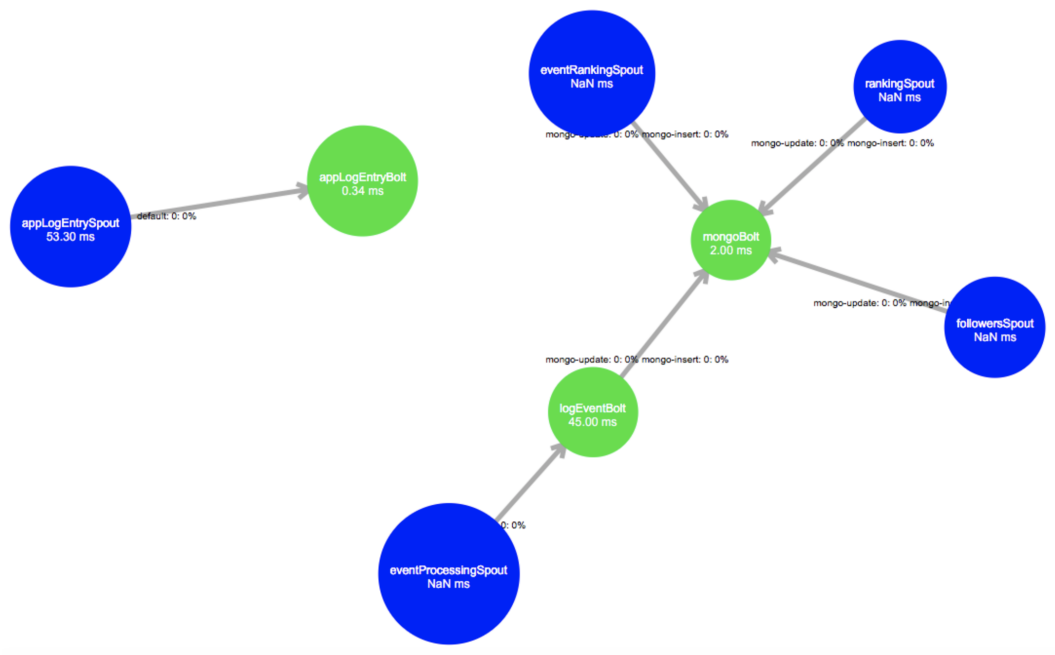 eventRankingSpout
NaN ms
rankingSpout
NaN ms
mongo-update: 0: 0% mongo-insert: 0: 0%
mongo-update: 0: 0% mongo-insert: 0: 0%
appLogEntryBolt
0.34 ms
appLogEntrySpout
53.30 ms
default: 0: 0%
mongoBolt
2.00 ms
mongo-update: 0: 0% mongo-in
followersSpout
NaN ms
mongo-update: 0: 0% mongo-insert: 0: 0%
logEventBolt
45.00 ms
0: 0%
eventProcessingSpout
NaN ms